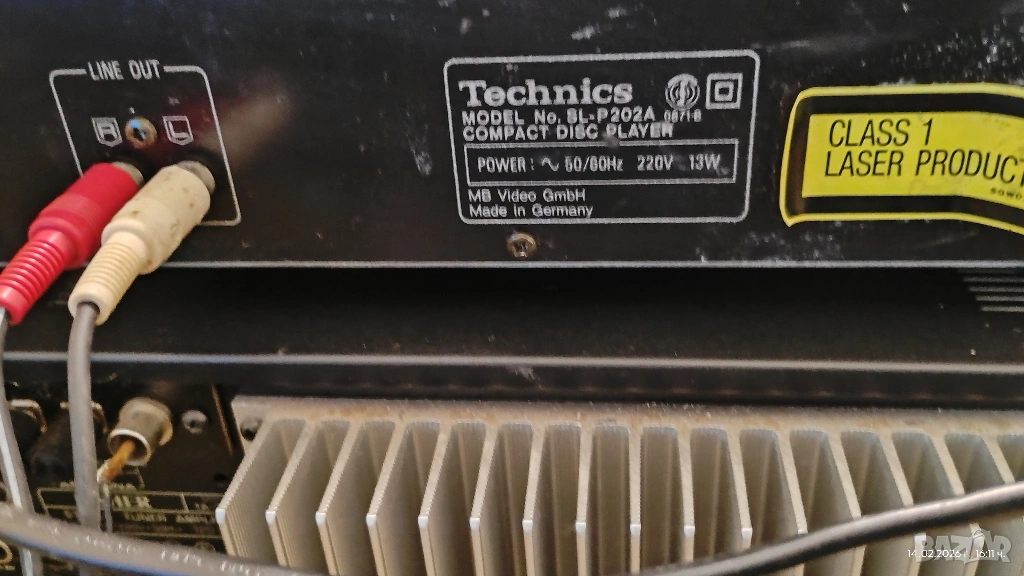 LINE OUT
R L
Technics
MODEL No. SL-P202A
COMPACT DISC PLAYER
POWER: ∿ 50/60Hz 220V 13W
MB Video GmbH
Made in Germany
CLASS 1
LASER PRODUCT
BAZAR
14.02.2026
16:11 ч.